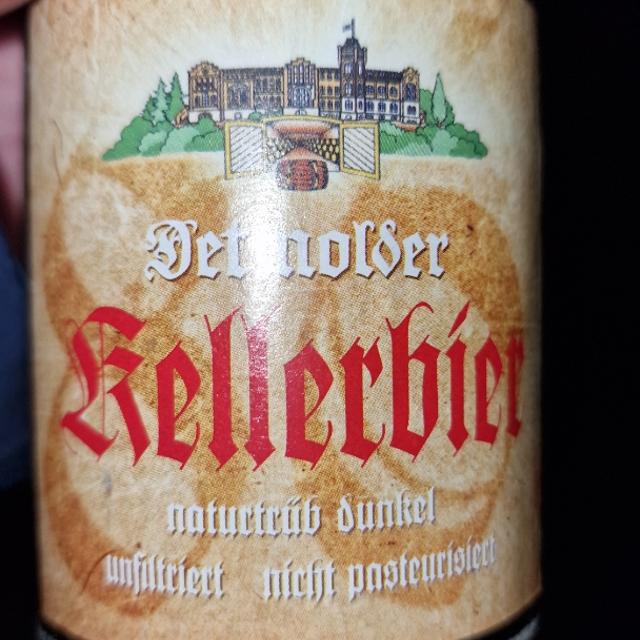 Detmolder
Kellerbier
naturtrüb dunkel
unfiltriert nicht pasteurisiert